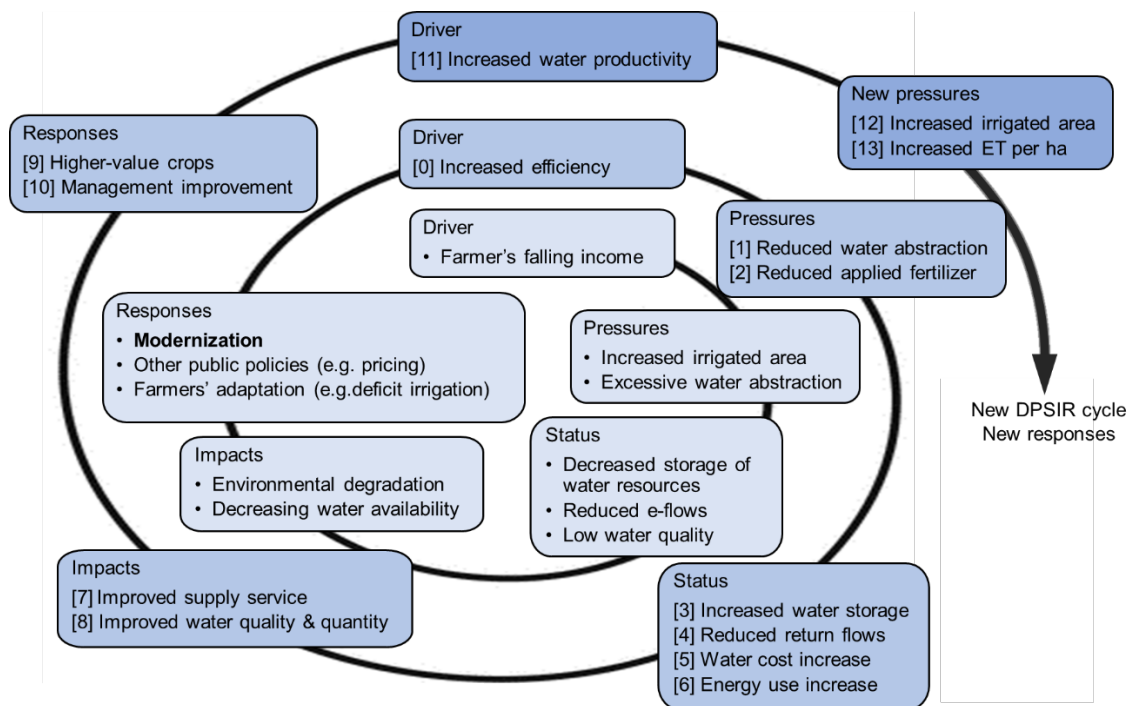 Driver
[11] Increased water productivity
New pressures
[12] Increased irrigated area
[13] Increased ET per ha
Responses
[9] Higher-value crops
[10] Management improvement
Driver
[0] Increased efficiency
Driver
• Farmer's falling income
Pressures
[1] Reduced water abstraction
[2] Reduced applied fertilizer
Responses
• Modernization
• Other public policies (e.g. pricing)
• Farmers' adaptation (e.g.deficit irrigation)
Pressures
• Increased irrigated area
• Excessive water abstraction
New DPSIR cycle
New responses
Impacts
• Environmental degradation
• Decreasing water availability
Status
• Decreased storage of
water resources
• Reduced e-flows
• Low water quality
Impacts
[7] Improved supply service
[8] Improved water quality & quantity
Status
[3] Increased water storage
[4] Reduced return flows
[5] Water cost increase
[6] Energy use increase